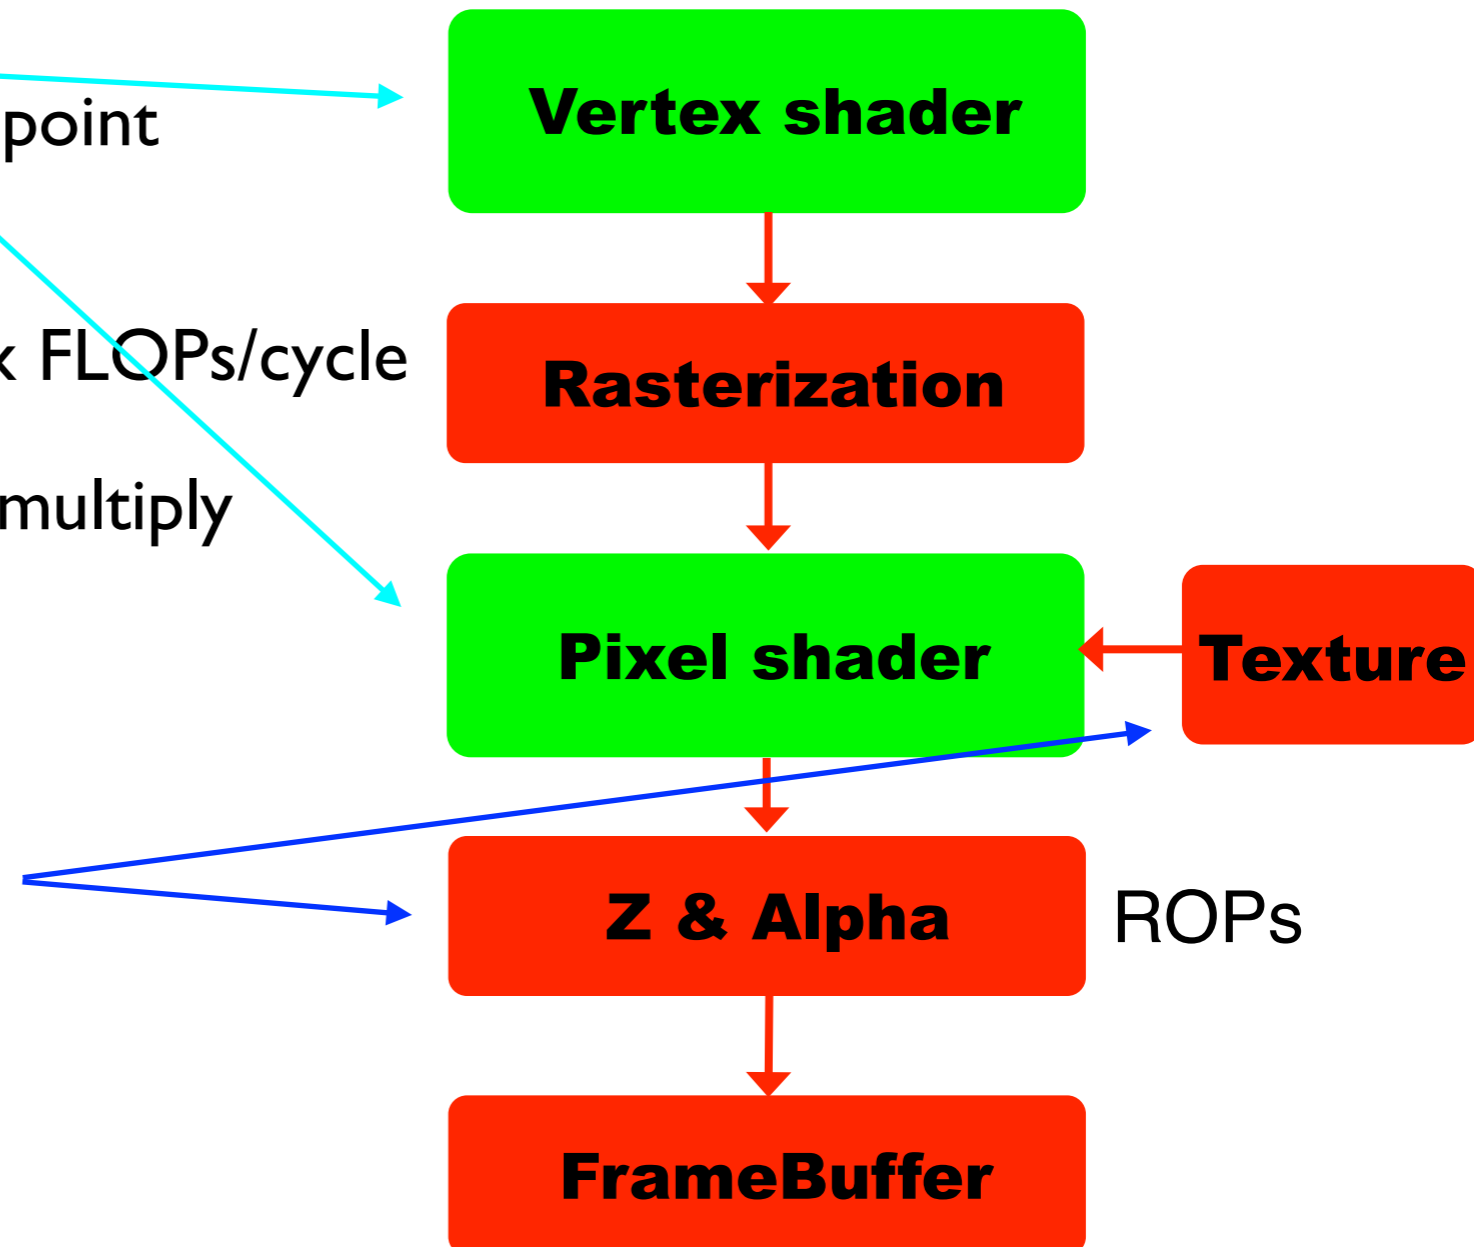 point
FLOPs/cycle
multiply
Vertex shader
Rasterization
Pixel shader
Texture
Z & Alpha
ROPs
FrameBuffer